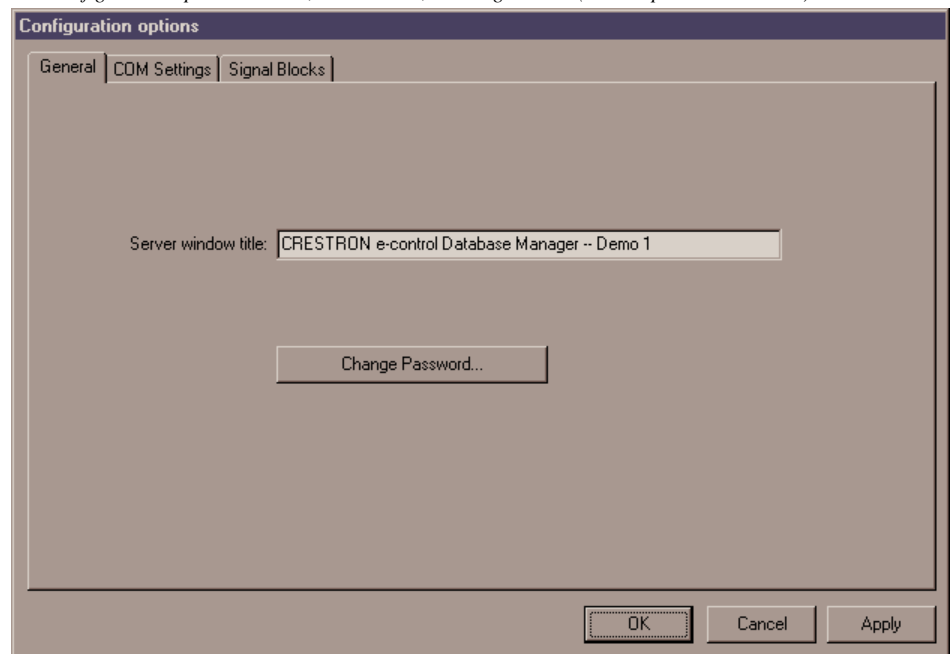 Configuration options
General COM Settings Signal Blocks
Server window title: CRESTRON e-control Database Manager -- Demo 1
Change Password...
OK Cancel Apply